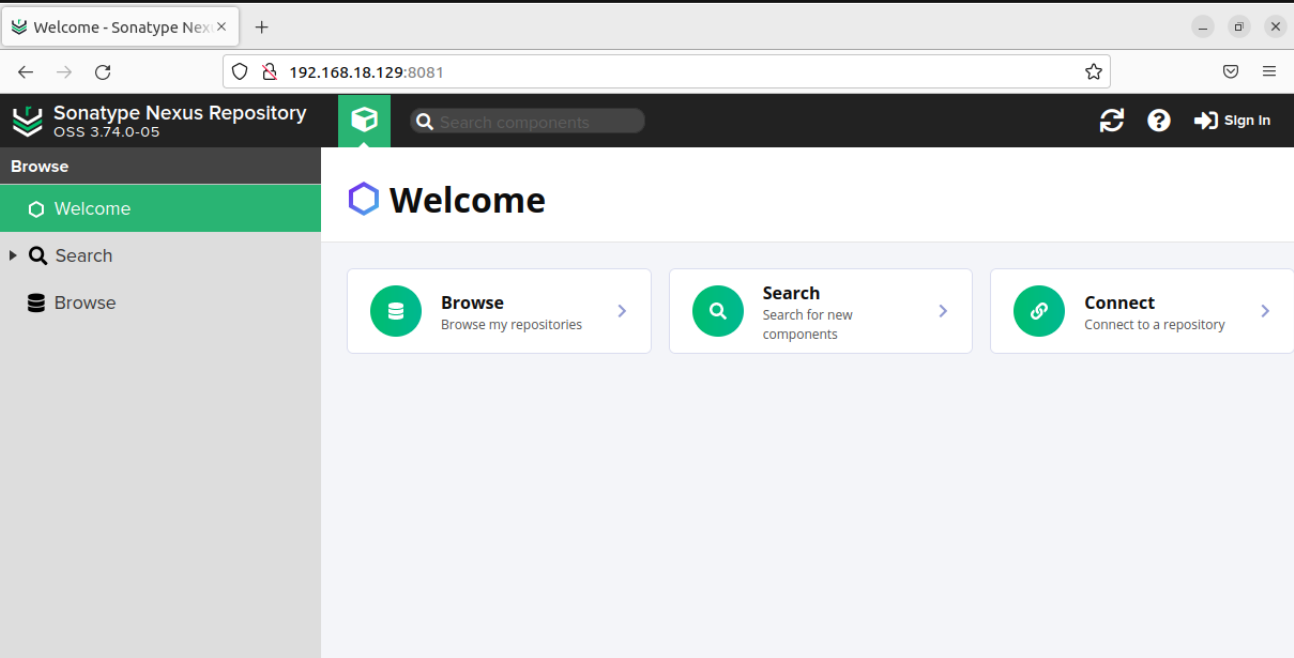 Welcome - Sonatype Nex
192.168.18.129:8081
Sonatype Nexus Repository
OSS 3.74.0-05
Search components
Sign In
Browse
Welcome
Search
Browse
Welcome
Browse
Browse my repositories
Search
Search for new
components
Connect
Connect to a repository